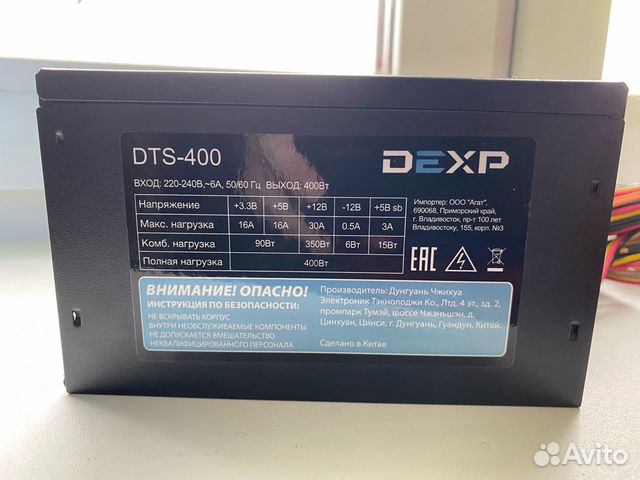 DTS-400
DEXP
ВХОД: 220-240В,~6А, 50/60 Гц ВЫХОД: 400Вт
Напряжение +3.3В +5В +12В -12В +5В sb
Макс. нагрузка 16А 16А 30А 0.5А 3А
Комб. нагрузка 90Вт 350Вт 6Вт 15Вт
Полная нагрузка 400Вт
Импортер: ООО "Агат",
690068, Приморский край,
г. Владивосток, пр-т 100 лет
Владивостоку, 155, корп. №3
EAC
ВНИМАНИЕ! ОПАСНО!
ИНСТРУКЦИЯ ПО БЕЗОПАСНОСТИ:
НЕ ВСКРЫВАТЬ КОРПУС
ВНУТРИ НЕОБСЛУЖИВАЕМЫЕ КОМПОНЕНТЫ.
НЕ ДОПУСКАЕТСЯ ВМЕШАТЕЛЬСТВО
НЕКВАЛИФИЦИРОВАННОГО ПЕРСОНАЛА.
Производитель: Дунгуань Чжихуа
Электроник Тэкнолоджи Ко., Лтд. 4 эт., зд. 2,
промпарк Тумэй, шоссе Чжэньшэн, д.
Цинхуан, Цинси, г. Дунгуань, Гуандун, Китай.
Сделано в Китае
Avito